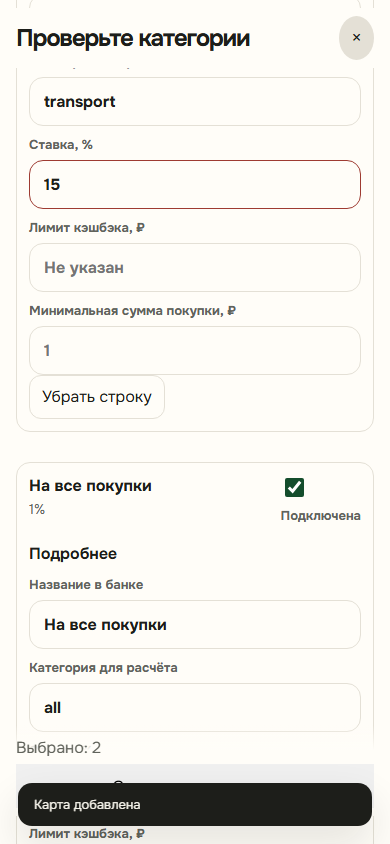 Проверьте категории
×
transport
Ставка, %
15
Лимит кэшбэка, ₽
Не указан
Минимальная сумма покупки, ₽
1
Убрать строку
На все покупки
1%
Подключена
Подробнее
Название в банке
На все покупки
Категория для расчёта
all
Выбрано: 2
Карта добавлена
Лимит кэшбэка, ₽